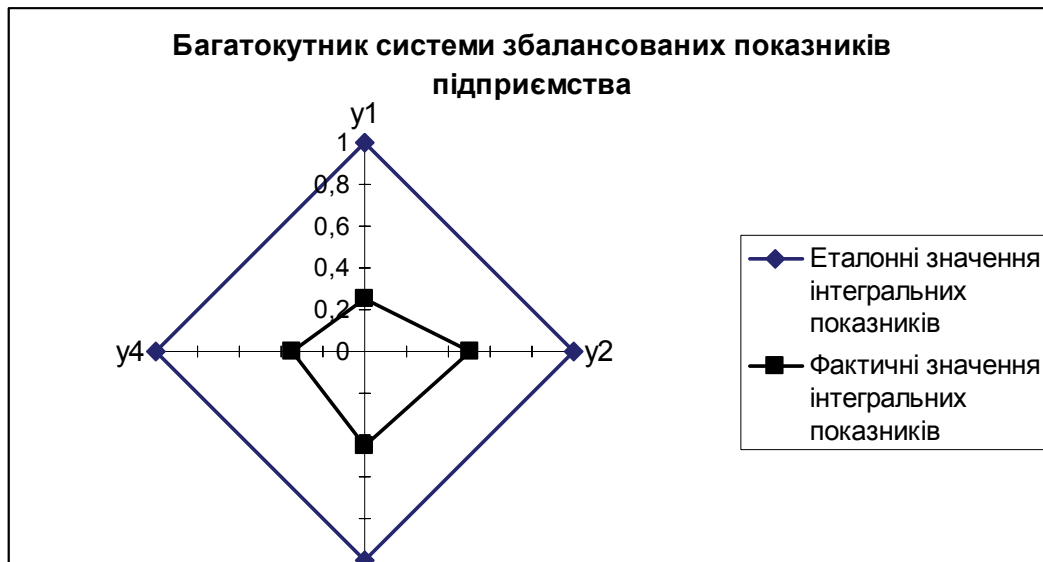 Багатокутник системи збалансованих показників
підприємства
y1
1
0,8
0,6
0,4
0,2
0
y4
y2
Еталонні значення
інтегральних
показників
Фактичні значення
інтегральних
показників